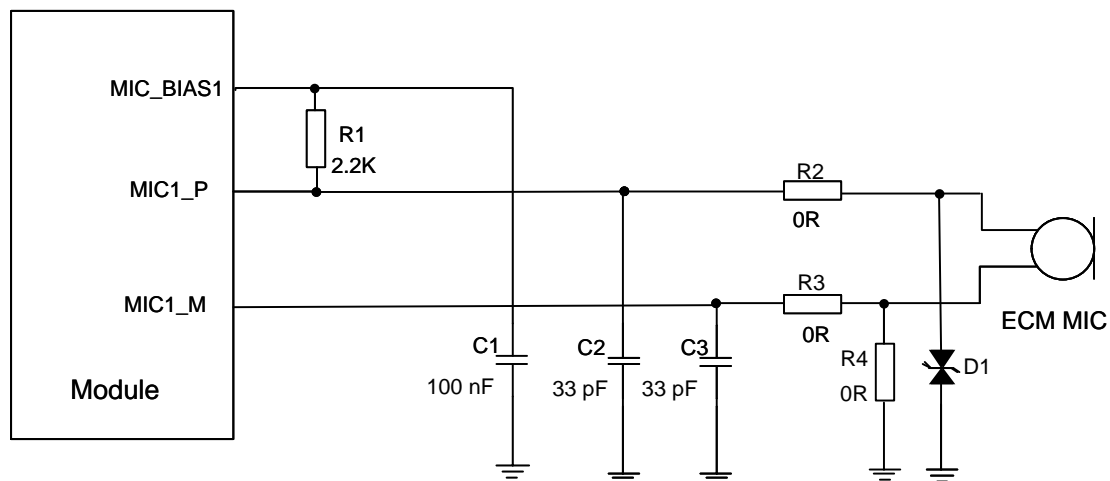 MIC_BIAS1
R1
2.2K
MIC1_P
R2
0R
MIC1_M
R3
0R
ECM MIC
C1
100 nF
C2
33 pF
C3
33 pF
R4
0R
D1
Module